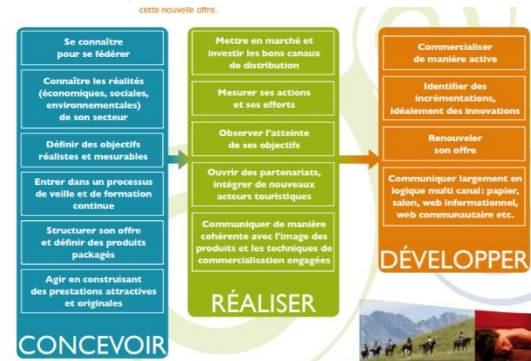 cette nouvelle offre.
Se connaître
pour se fédérer
Connaître les réalités
(économiques, sociales,
environnementales)
de son secteur
Définir des objectifs
réalistes et mesurables
Entrer dans un processus
de veille et de formation
continue
Structurer son offre
et définir des produits
packagés
Agir en construisant
des prestations attractives
et originales
CONCEVOIR
Mettre en marché et
investir les bons canaux
de distribution
Mesurer ses actions
et ses efforts
Observer l'atteinte
de ses objectifs
Ouvrir des partenariats,
intégrer de nouveaux
acteurs touristiques
Communiquer de manière
cohérente avec l'image des
produits et les techniques de
commercialisation engagées
RÉALISER
Commercialiser
de manière active
Identifier des
incrémentations,
idéalement des innovations
Renouveler
son offre
Communiquer largement en
logique multi canal : papier,
salon, web informationnel,
web communautaire etc.
DÉVELOPPER